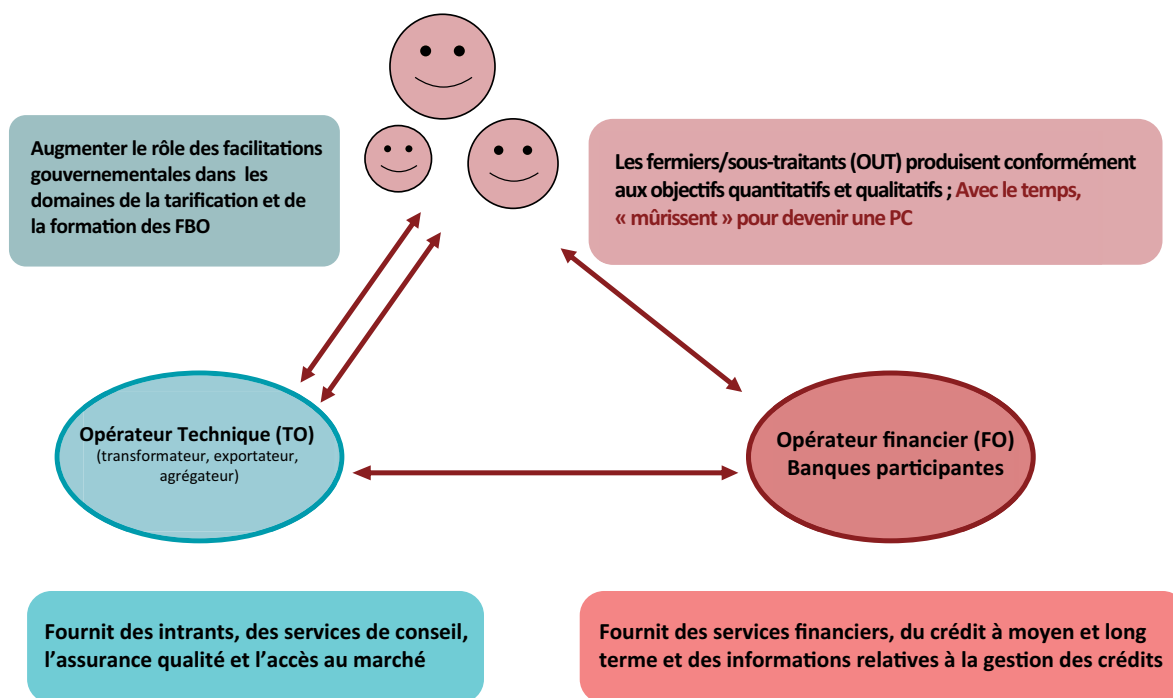 Augmenter le rôle des facilitations
gouvernementales dans les
domaines de la tarification et de
la formation des FBO
Les fermiers/sous-traitants (OUT) produisent conformément
aux objectifs quantitatifs et qualitatifs ; Avec le temps,
« mûrissent » pour devenir une PC
Opérateur Technique (TO)
(transformateur, exportateur,
agrégateur)
Opérateur financier (FO)
Banques participantes
Fournit des intrants, des services de conseil,
l’assurance qualité et l’accès au marché
Fournit des services financiers, du crédit à moyen et long
terme et des informations relatives à la gestion des crédits